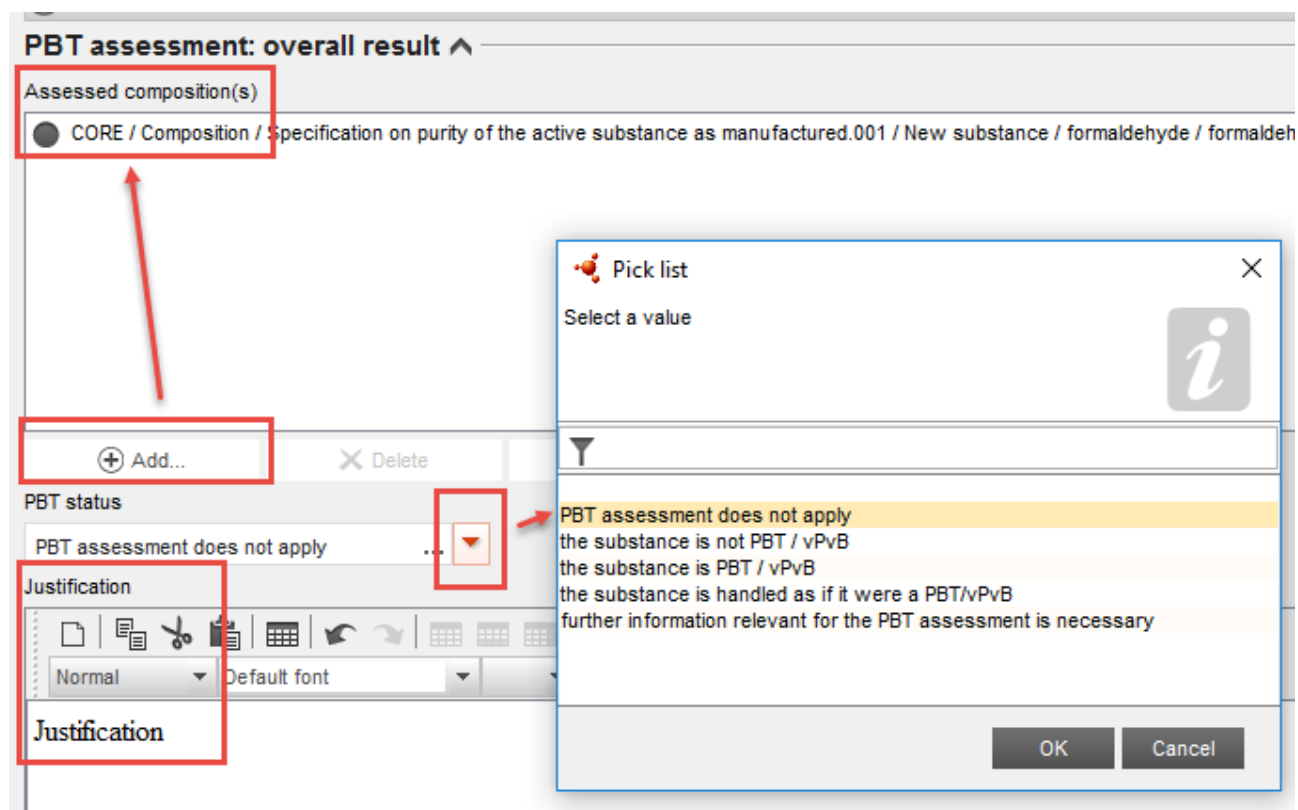 PBT assessment: overall result
Assessed composition(s)
CORE / Composition / Specification on purity of the active substance as manufactured.001 / New substance / formaldehyde / formaldeh
Pick list
Select a value
Add...
Delete
PBT status
PBT assessment does not apply
...
PBT assessment does not apply
the substance is not PBT / vPvB
the substance is PBT / vPvB
the substance is handled as if it were a PBT/vPvB
further information relevant for the PBT assessment is necessary
Justification
Normal
Default font
Justification
OK
Cancel